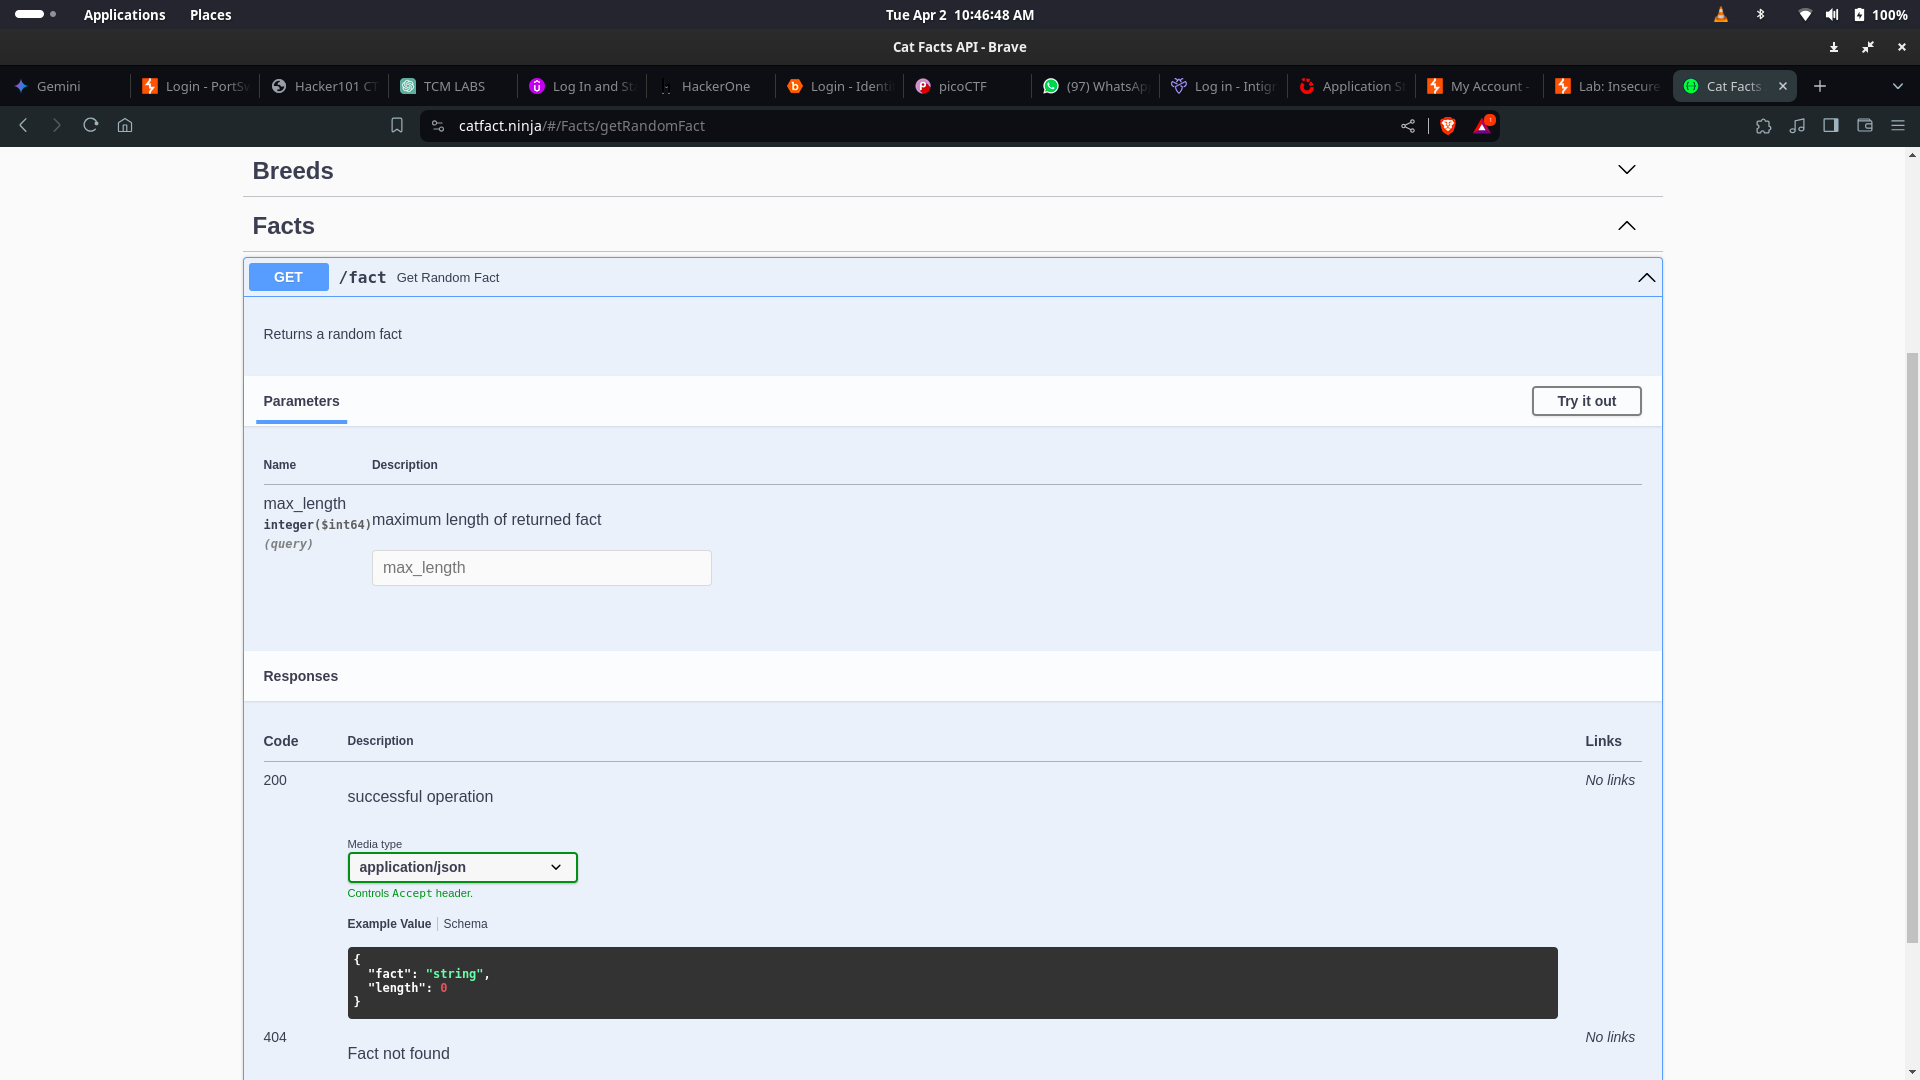 Applications Places Tue Apr 2 10:46:48 AM 100%
Cat Facts API - Brave
Gemini Login - PortSw Hacker101 CT TCM LABS Log In and St HackerOne Login - Identi picoCTF (97) WhatsAp Log in - Intigr Application S My Account - Lab: Insecure Cat Facts
catfact.ninja/#/Facts/getRandomFact
Breeds
Facts
GET /fact Get Random Fact
Returns a random fact
Parameters Try it out
Name Description
max_length
integer($int64) maximum length of returned fact
(query)
max_length
Responses
Code Description Links
200 No links
successful operation
Media type
application/json
Controls Accept header.
Example Value Schema
{
"fact": "string",
"length": 0
}
404 No links
Fact not found